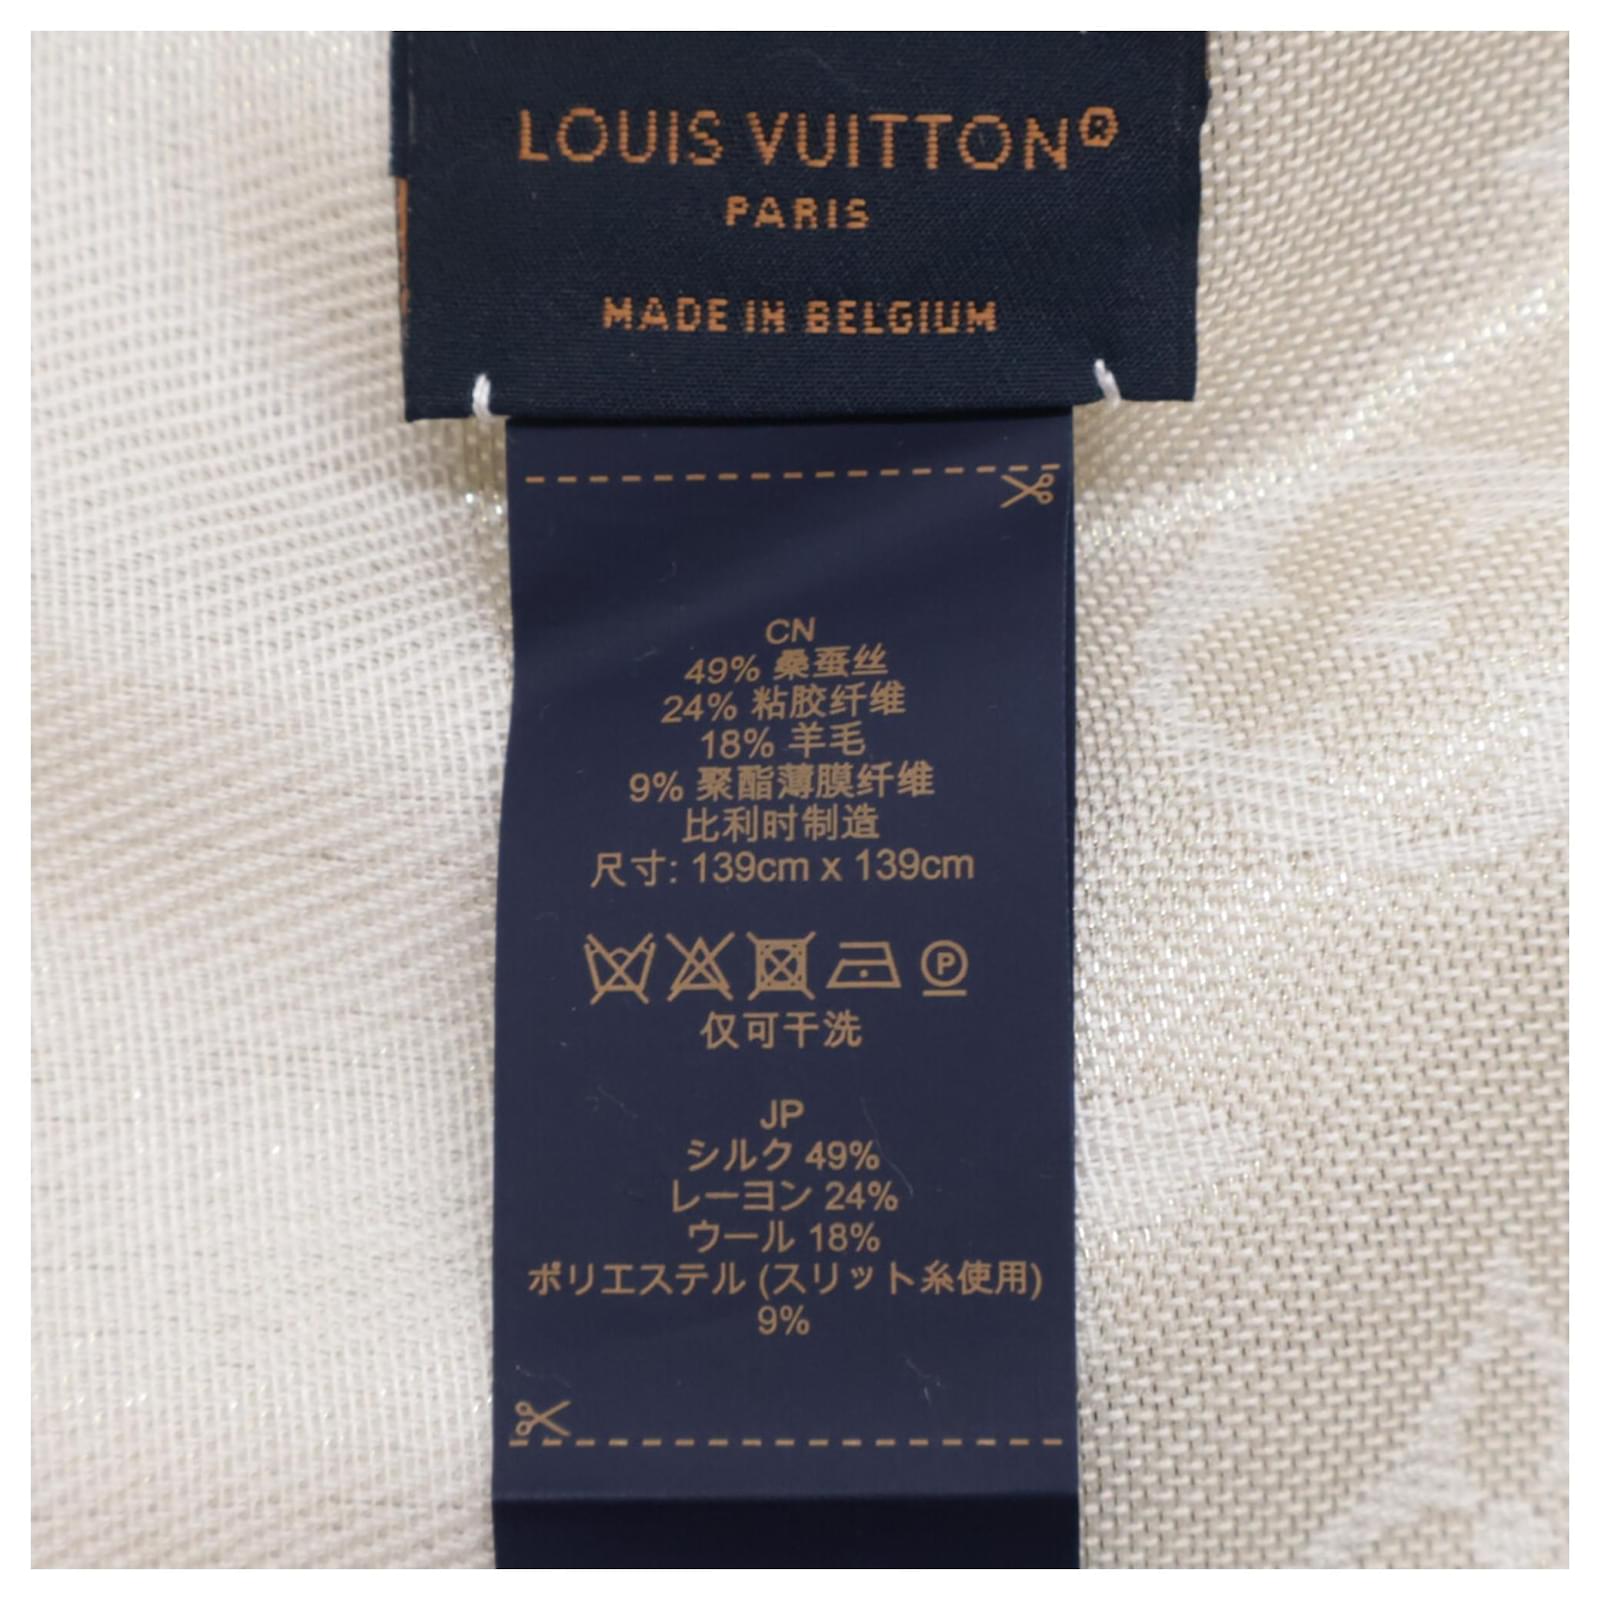 LOUIS VUITTON®
PARIS
MADE IN BELGIUM
CN
49% 桑蚕丝
24% 粘胶纤维
18% 羊毛
9% 聚酯薄膜纤维
比利时制造
尺寸: 139cm x 139cm
P
仅可干洗
JP
シルク 49%
レーヨン 24%
ウール 18%
ポリエステル (スリット糸使用)
9%